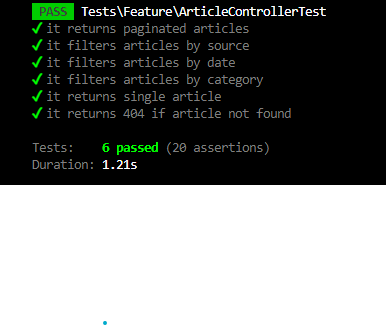 PASS Tests\Feature\ArticleControllerTest
✓ it returns paginated articles
✓ it filters articles by source
✓ it filters articles by date
✓ it filters articles by category
✓ it returns single article
✓ it returns 404 if article not found
Tests: 6 passed (20 assertions)
Duration: 1.21s